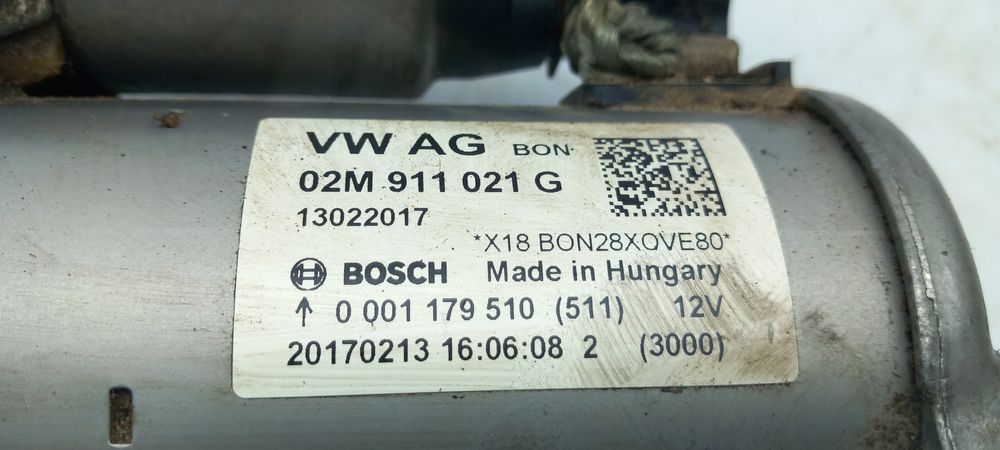 VW AG BON
02M 911 021 G
13022017
*X18 BON28XOVE80*
BOSCH Made in Hungary
↑ 0 001 179 510 (511) 12V
20170213 16:06:08 2 (3000)